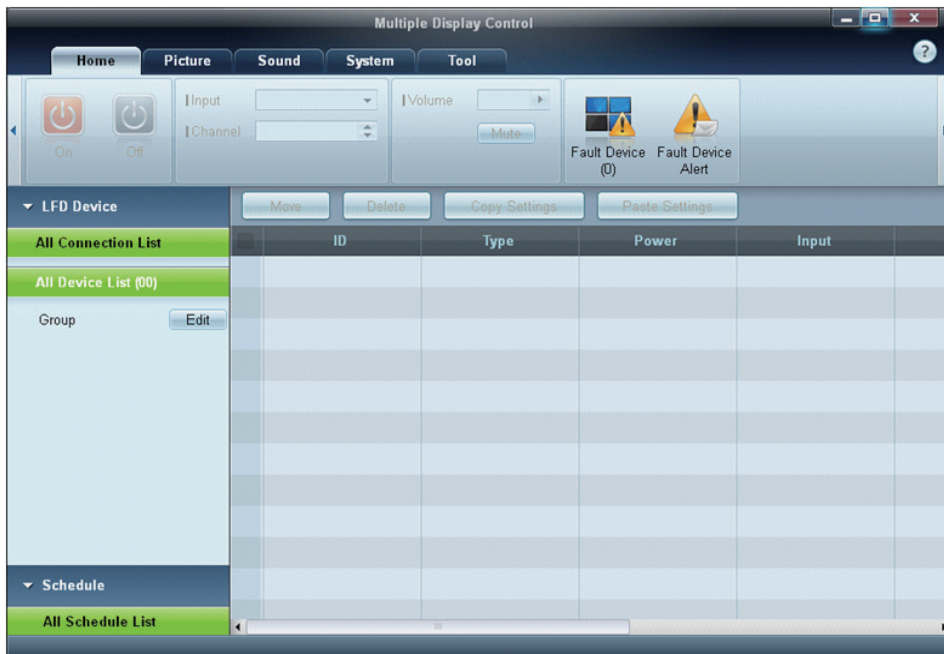 Multiple Display Control
Home Picture Sound System Tool
?
Input
Channel
On Off
Volume
Mute
Fault Device
(0)
Fault Device
Alert
LFD Device
Move Delete Copy Settings Paste Settings
All Connection List
ID Type Power Input
All Device List (00)
Group Edit
Schedule
All Schedule List